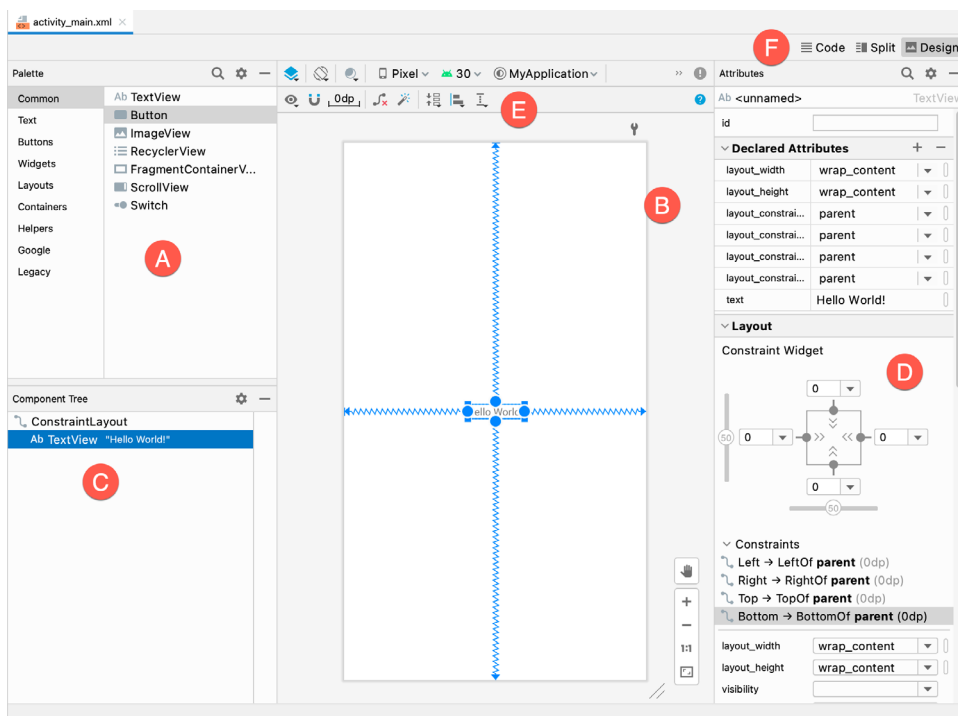 activity_main.xml
F
Code
Split
Design
Palette
Pixel
30
MyApplication
Attributes
Common
Text
Buttons
Widgets
Layouts
Containers
Helpers
Google
Legacy
Ab TextView
Button
ImageView
RecyclerView
FragmentContainerV...
ScrollView
Switch
A
0dp
E
B
Ab <unnamed>
TextView
id
Declared Attributes
layout_width wrap_content
layout_height wrap_content
layout_constrai... parent
layout_constrai... parent
layout_constrai... parent
layout_constrai... parent
text Hello World!
Layout
Constraint Widget
D
0
50
0
0
0
50
Component Tree
ConstraintLayout
Ab TextView "Hello World!"
C
ello World
1:1
Constraints
Left → LeftOf parent (0dp)
Right → RightOf parent (0dp)
Top → TopOf parent (0dp)
Bottom → BottomOf parent (0dp)
layout_width wrap_content
layout_height wrap_content
visibility